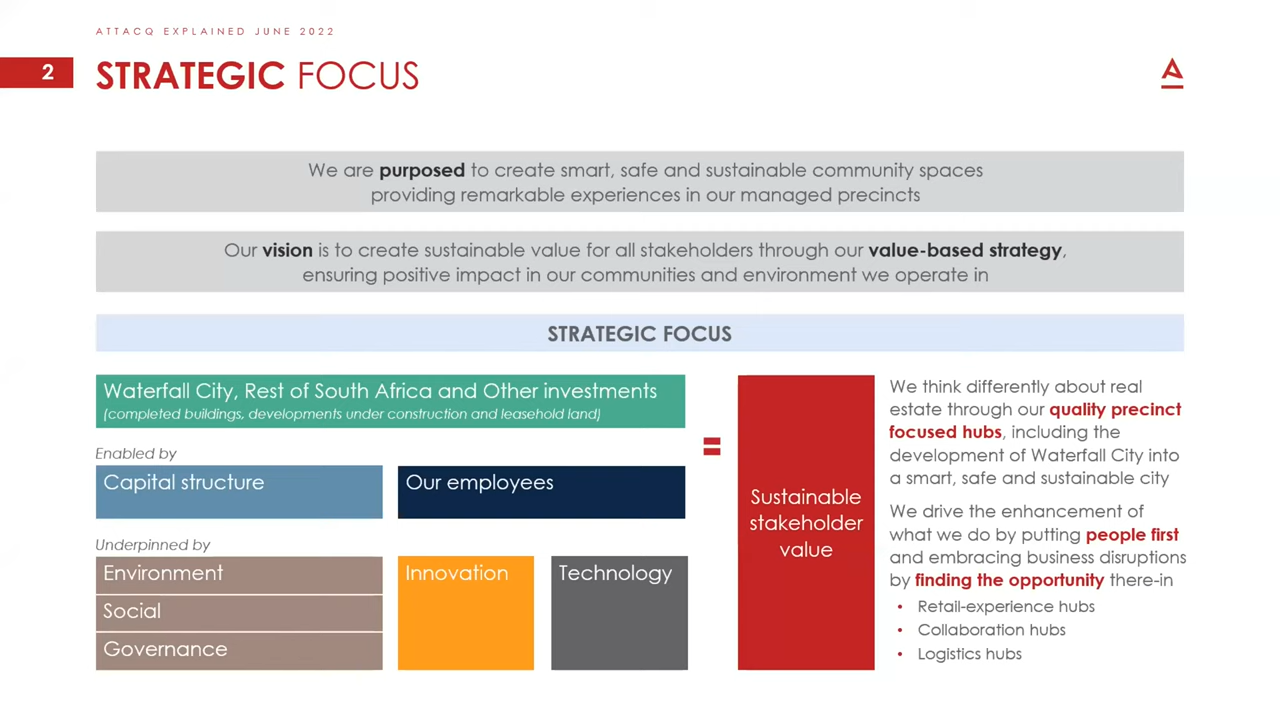 ATTACQ EXPLAINED JUNE 2022
2
STRATEGIC FOCUS
We are purposed to create smart, safe and sustainable community spaces
providing remarkable experiences in our managed precincts
Our vision is to create sustainable value for all stakeholders through our value-based strategy,
ensuring positive impact in our communities and environment we operate in
STRATEGIC FOCUS
Waterfall City, Rest of South Africa and Other investments
(completed buildings, developments under construction and leasehold land)
Enabled by
Capital structure
Our employees
Underpinned by
Environment
Social
Governance
Innovation
Technology
=
Sustainable
stakeholder
value
We think differently about real
estate through our quality precinct
focused hubs, including the
development of Waterfall City into
a smart, safe and sustainable city
We drive the enhancement of
what we do by putting people first
and embracing business disruptions
by finding the opportunity there-in
• Retail-experience hubs
• Collaboration hubs
• Logistics hubs